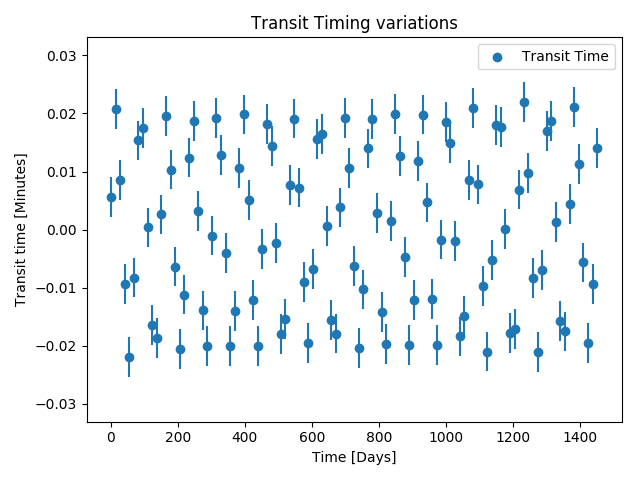 Transit Timing variations
Transit Time
Transit time [Minutes]
0.03
0.02
0.01
0.00
−0.01
−0.02
−0.03
0 200 400 600 800 1000 1200 1400
Time [Days]